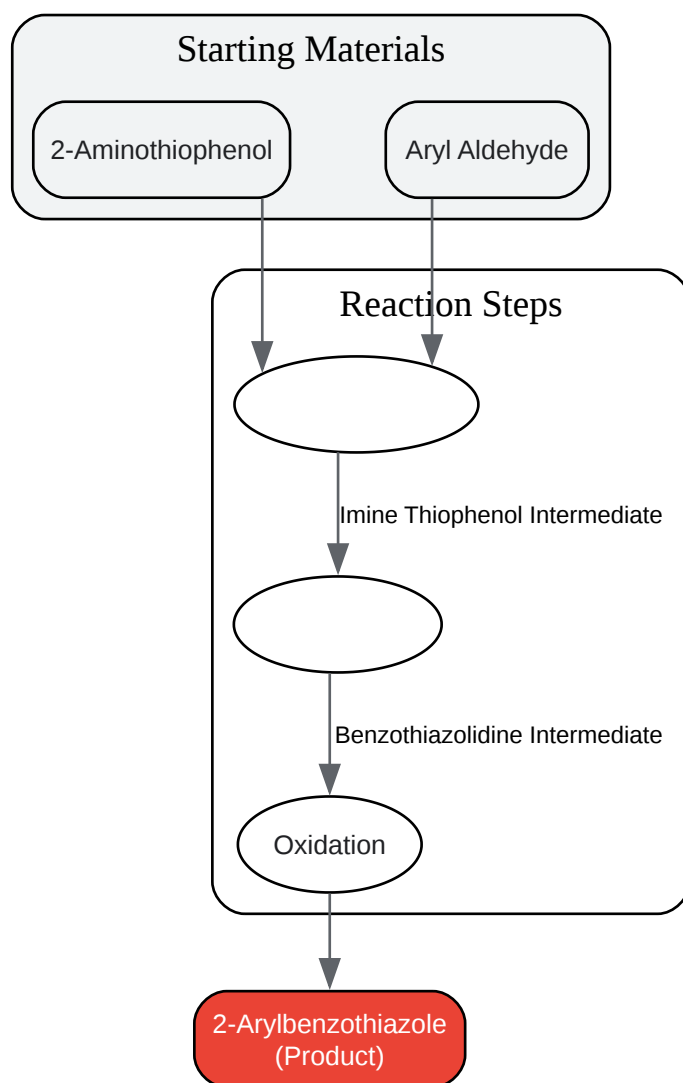 Starting Materials
2-Aminothiophenol
Aryl Aldehyde
Reaction Steps
Imine Thiophenol Intermediate
Benzothiazolidine Intermediate
Oxidation
2-Arylbenzothiazole
(Product)